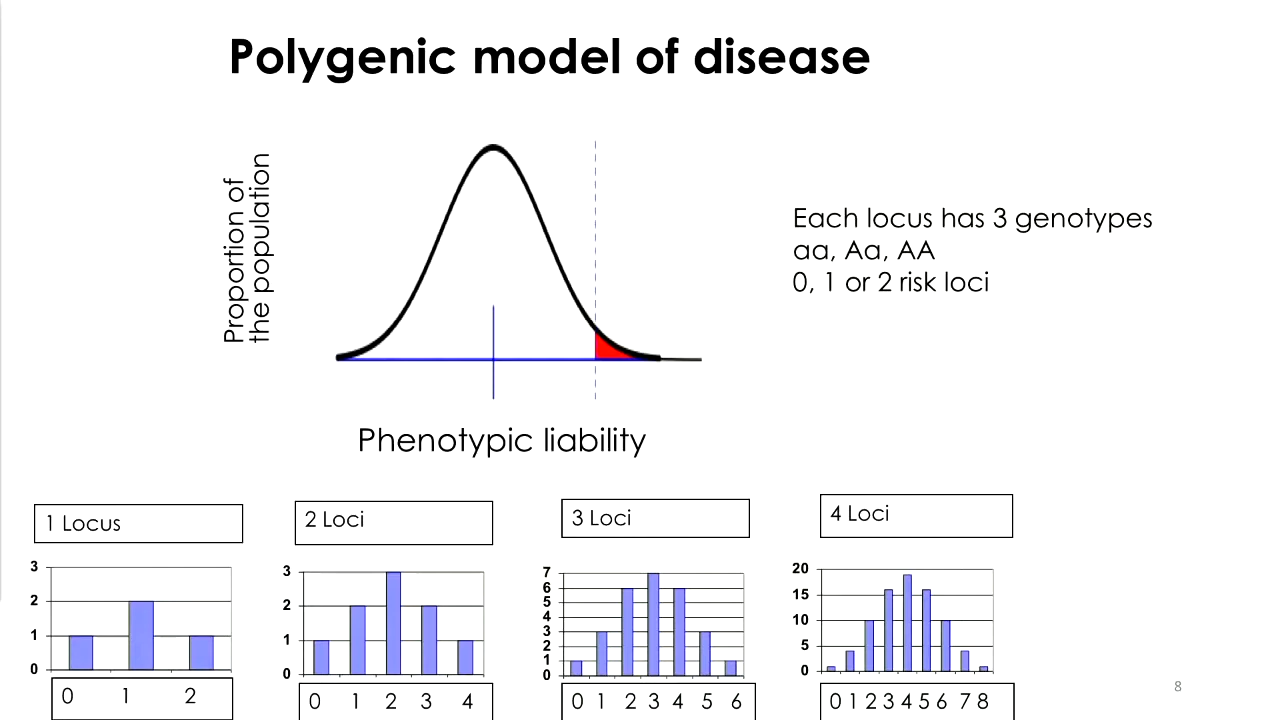 Polygenic model of disease
Proportion of
the population
Each locus has 3 genotypes
aa, Aa, AA
0, 1 or 2 risk loci
Phenotypic liability
1 Locus
3
2
1
0
0 1 2
2 Loci
3
2
1
0
0 1 2 3 4
3 Loci
7
6
5
4
3
2
1
0
0 1 2 3 4 5 6
4 Loci
20
15
10
5
0
0 1 2 3 4 5 6 7 8
8